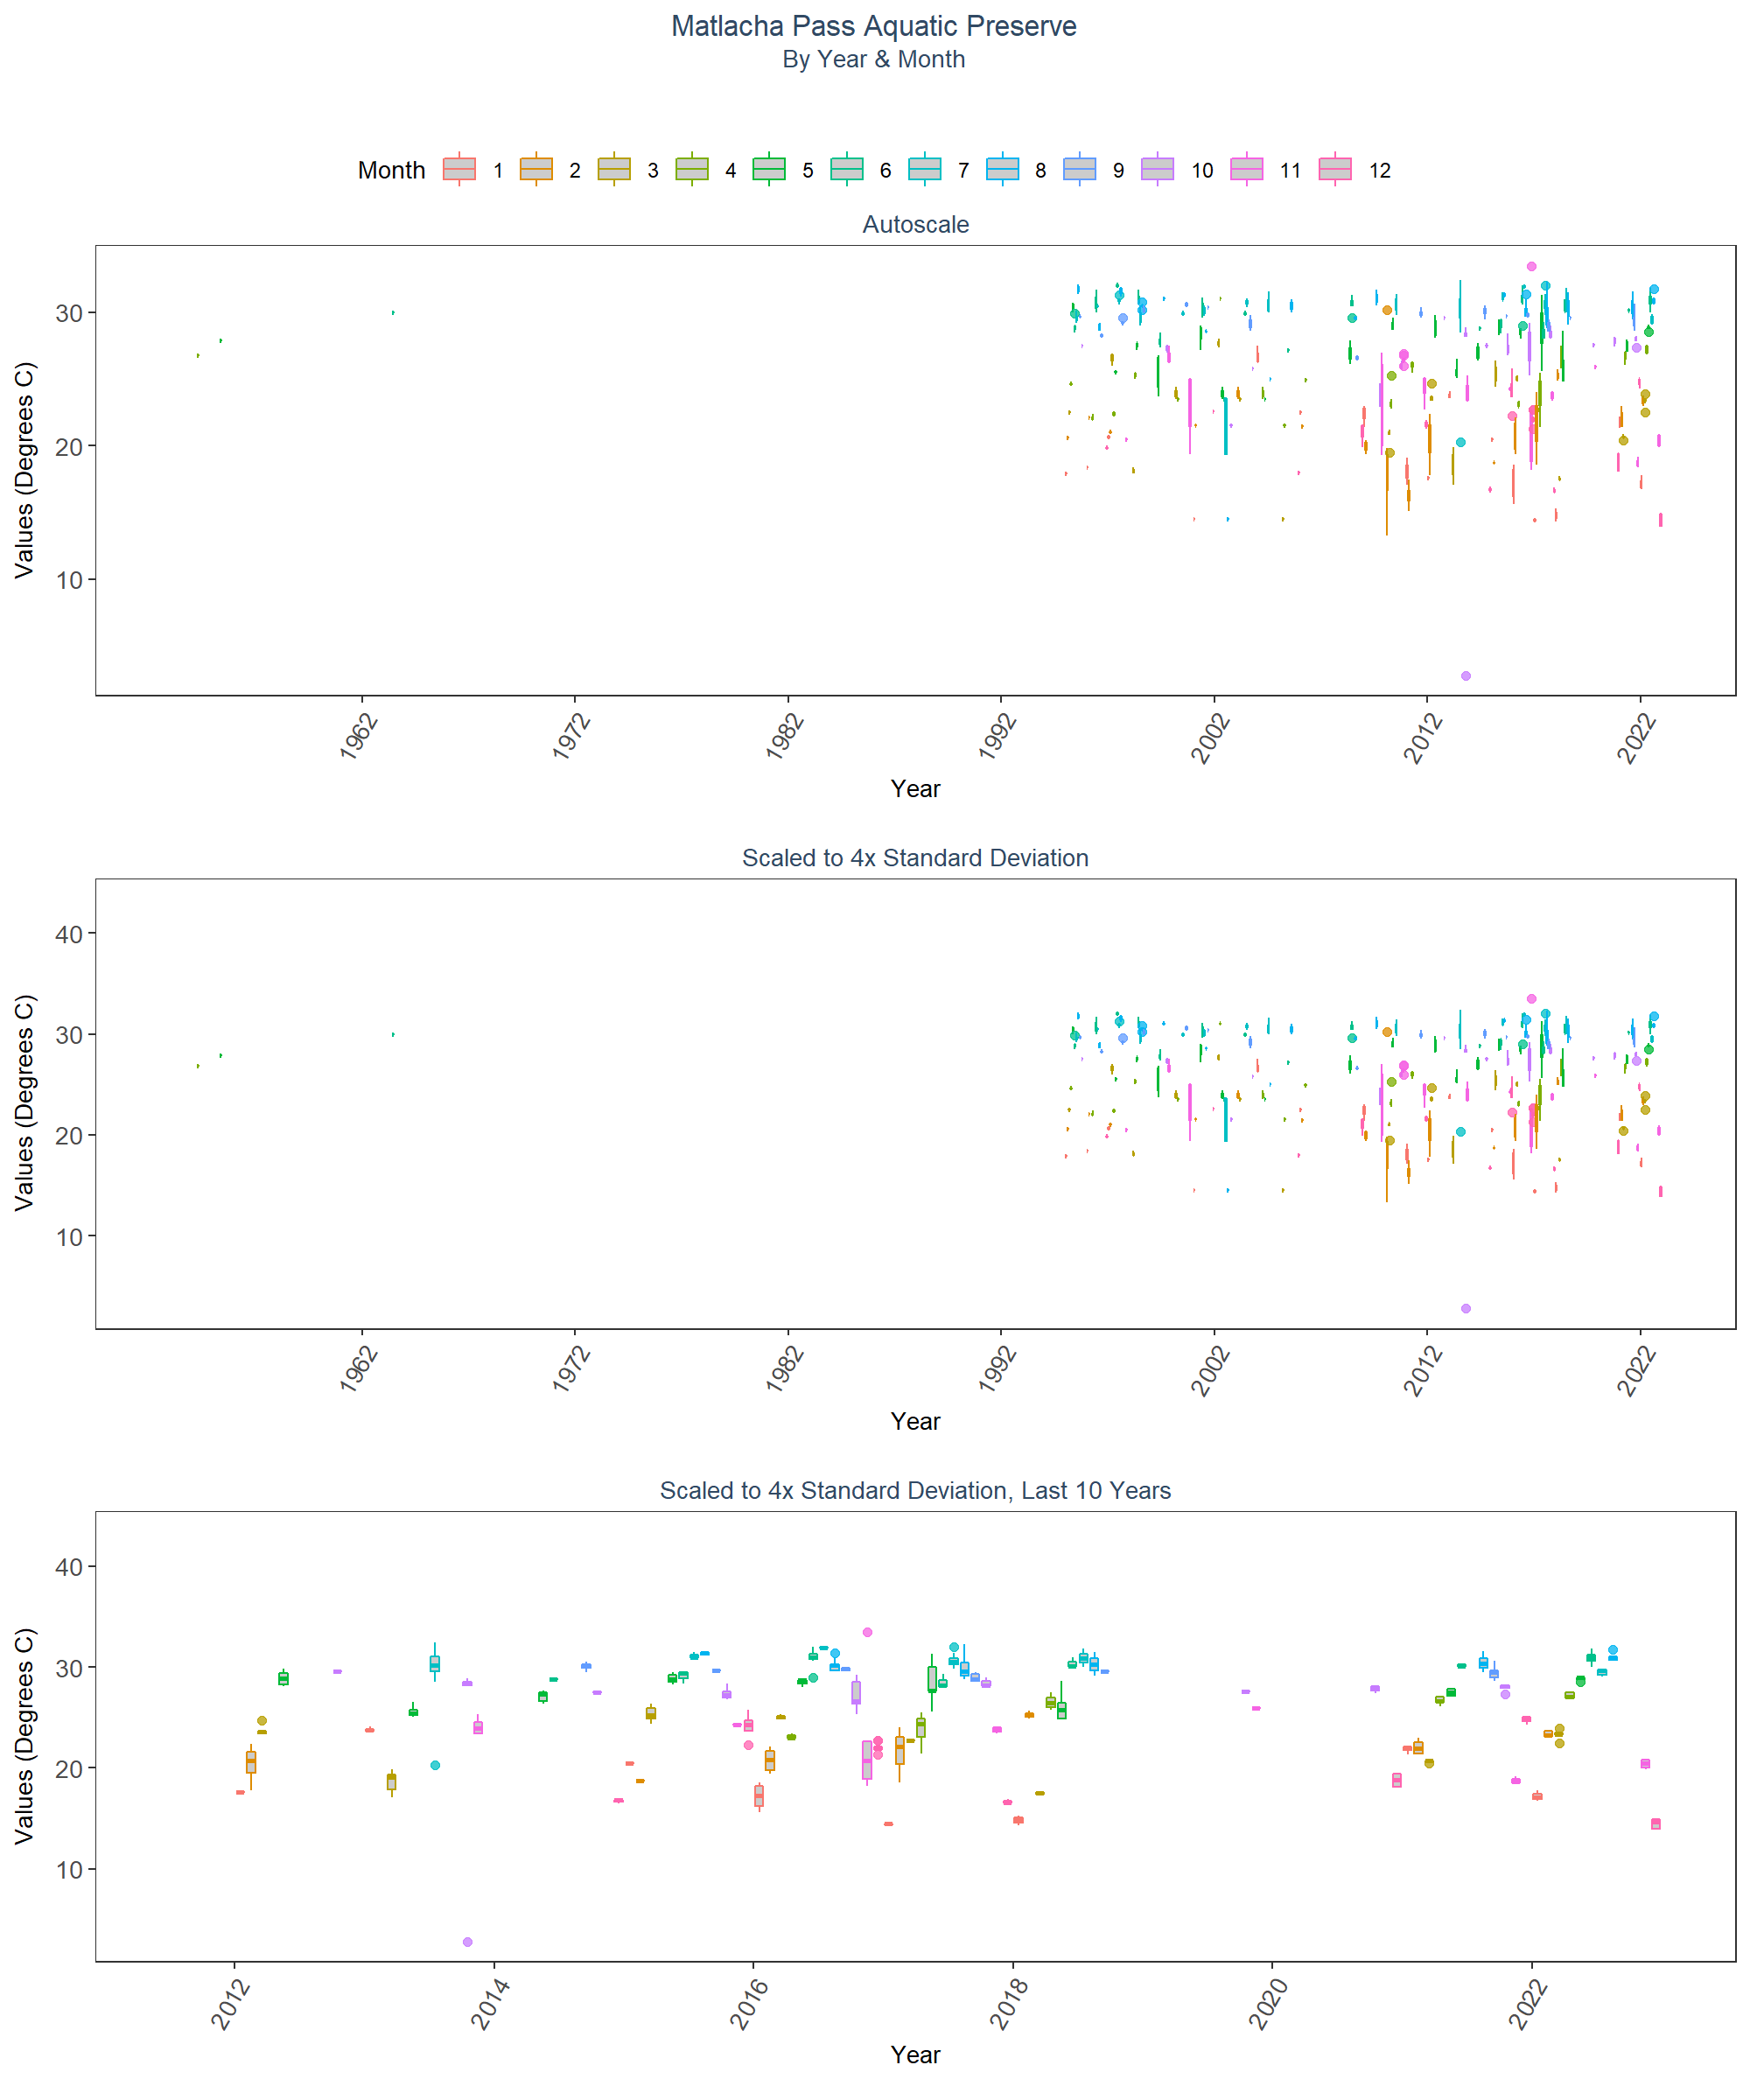 Matlacha Pass Aquatic Preserve
By Year & Month
Month 1 2 3 4 5 6 7 8 9 10 11 12
Autoscale
Values (Degrees C)
30
20
10
1962 1972 1982 1992 2002 2012 2022
Year
Scaled to 4x Standard Deviation
Values (Degrees C)
40
30
20
10
1962 1972 1982 1992 2002 2012 2022
Year
Scaled to 4x Standard Deviation, Last 10 Years
Values (Degrees C)
40
30
20
10
2012 2014 2016 2018 2020 2022
Year